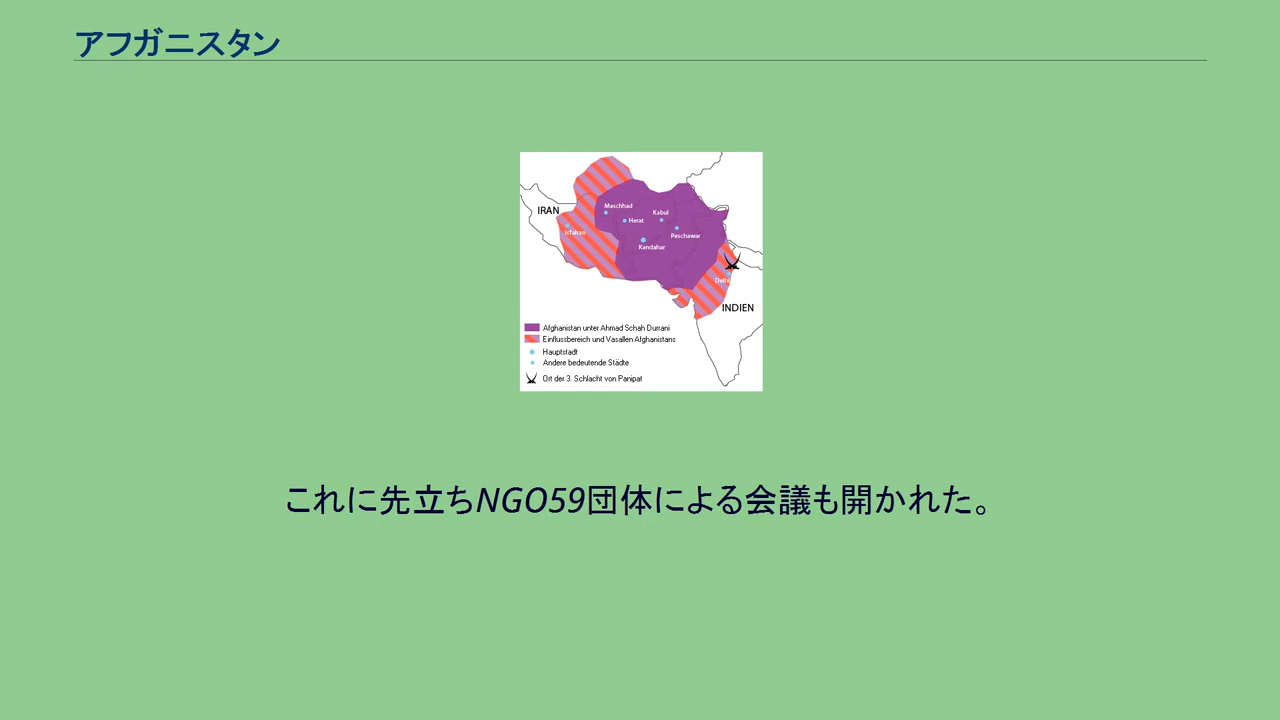 アフガニスタン
IRAN
Maschhad
Herat
Kabul
Isfahan
Peschawar
Kandahar
Delhi
INDIEN
Afghanistan unter Ahmad Schah Durrani
Einflussbereich und Vasallen Afghanistans
Hauptstadt
Andere bedeutende Städte
Ort der 3. Schlacht von Panipat
これに先立ちNGO59団体による会議も開かれた。